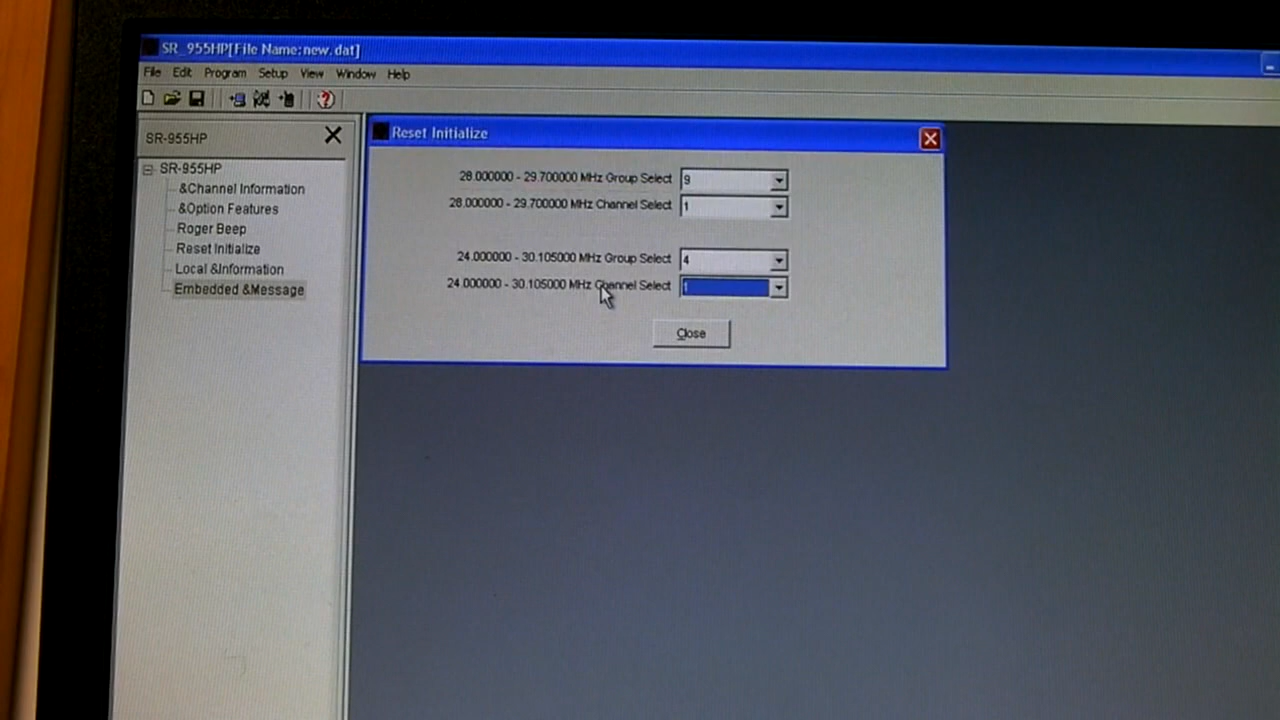 SR_955HP[File Name:new.dat]
File Edit Program Setup View Window Help
SR-955HP
SR-955HP
&Channel Information
&Option Features
Roger Beep
Reset Initialize
Local &Information
Embedded &Message
Reset Initialize
28.000000 - 29.700000 MHz Group Select 9
28.000000 - 29.700000 MHz Channel Select 1
24.000000 - 30.105000 MHz Group Select 4
24.000000 - 30.105000 MHz Channel Select 1
Close